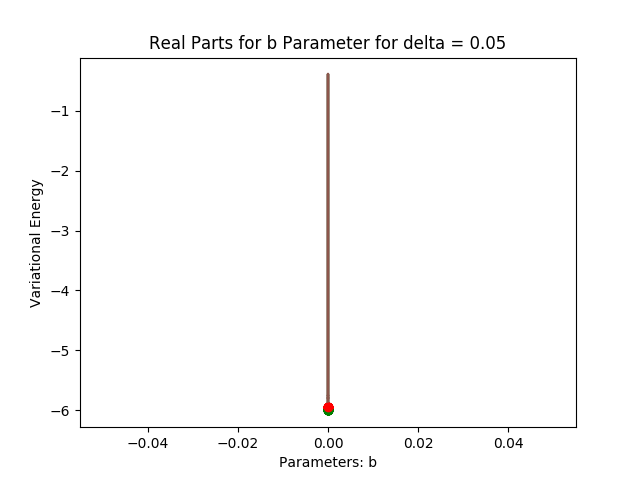 Real Parts for b Parameter for delta = 0.05
Variational Energy
−1
−2
−3
−4
−5
−6
−0.04 −0.02 0.00 0.02 0.04
Parameters: b